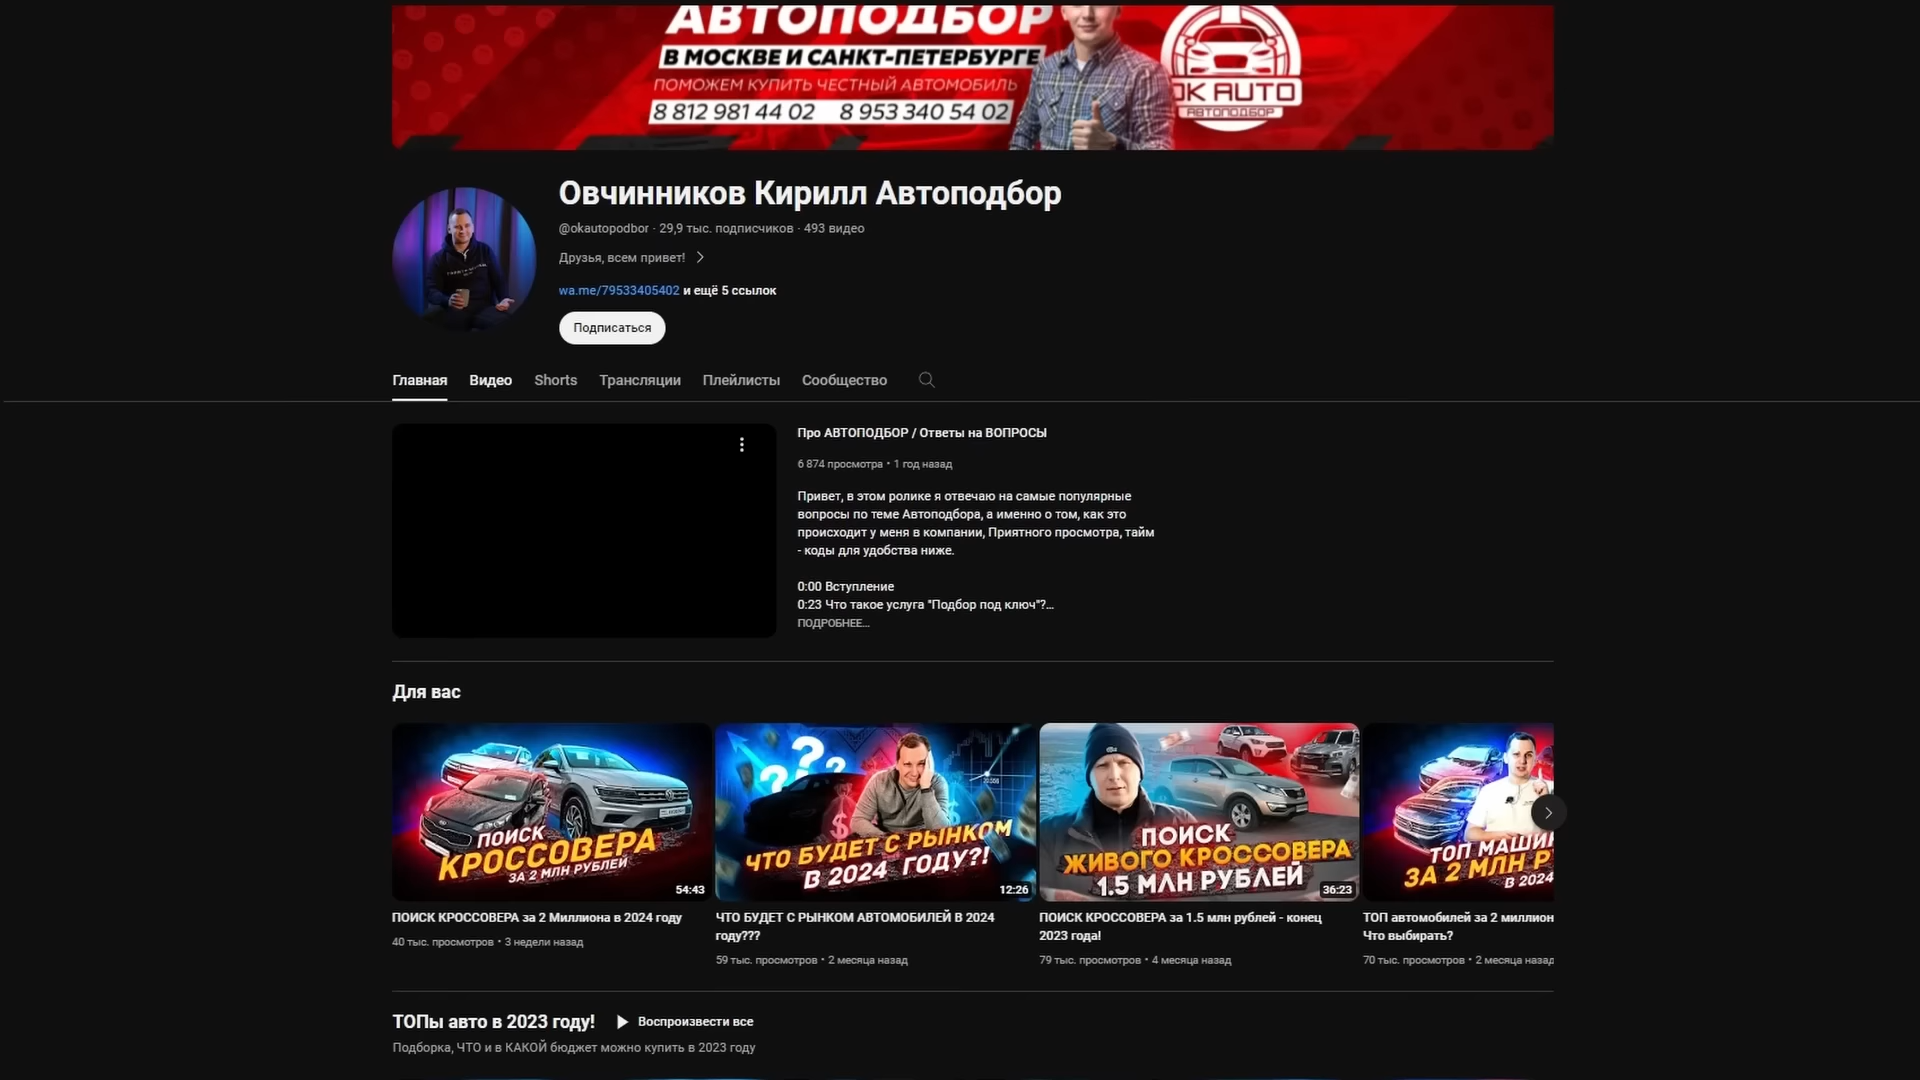 АВТОПОДБОР
В МОСКВЕ И САНКТ-ПЕТЕРБУРГЕ
ПОМОЖЕМ КУПИТЬ ЧЕСТНЫЙ АВТОМОБИЛЬ
8 812 981 44 02 8 953 340 54 02
OK AUTO
АВТОПОДБОР
Овчинников Кирилл Автоподбор
@okautopodbor · 29,9 тыс. подписчиков · 493 видео
Друзья, всем привет!
wa.me/79533405402 и ещё 5 ссылок
Подписаться
Главная Видео Shorts Трансляции Плейлисты Сообщество
Про АВТОПОДБОР / Ответы на ВОПРОСЫ
6 874 просмотра • 1 год назад
Привет, в этом ролике я отвечаю на самые популярные
вопросы по теме Автоподбора, а именно о том, как это
происходит у меня в компании, Приятного просмотра, тайм
- коды для удобства ниже.
0:00 Вступление
0:23 Что такое услуга "Подбор под ключ"?...
ПОДРОБНЕЕ...
Для вас
ПОИСК
КРОССОВЕРА
ЗА 2 МЛН РУБЛЕЙ
54:43
ПОИСК КРОССОВЕРА за 2 Миллиона в 2024 году
40 тыс. просмотров • 3 недели назад
???
$
ЧТО БУДЕТ С РЫНКОМ
В 2024 ГОДУ?!
12:26
ЧТО БУДЕТ С РЫНКОМ АВТОМОБИЛЕЙ В 2024
году???
59 тыс. просмотров • 2 месяца назад
ПОИСК
ЖИВОГО КРОССОВЕРА
1.5 МЛН РУБЛЕЙ
36:23
ПОИСК КРОССОВЕРА за 1.5 млн рублей - конец
2023 года!
79 тыс. просмотров • 4 месяца назад
ТОП МАШИН
ЗА 2 МЛН Р
В 2024
ТОП автомобилей за 2 миллион
Что выбирать?
70 тыс. просмотров • 2 месяца назад
ТОПы авто в 2023 году! Воспроизвести все
Подборка, ЧТО и в КАКОЙ бюджет можно купить в 2023 году